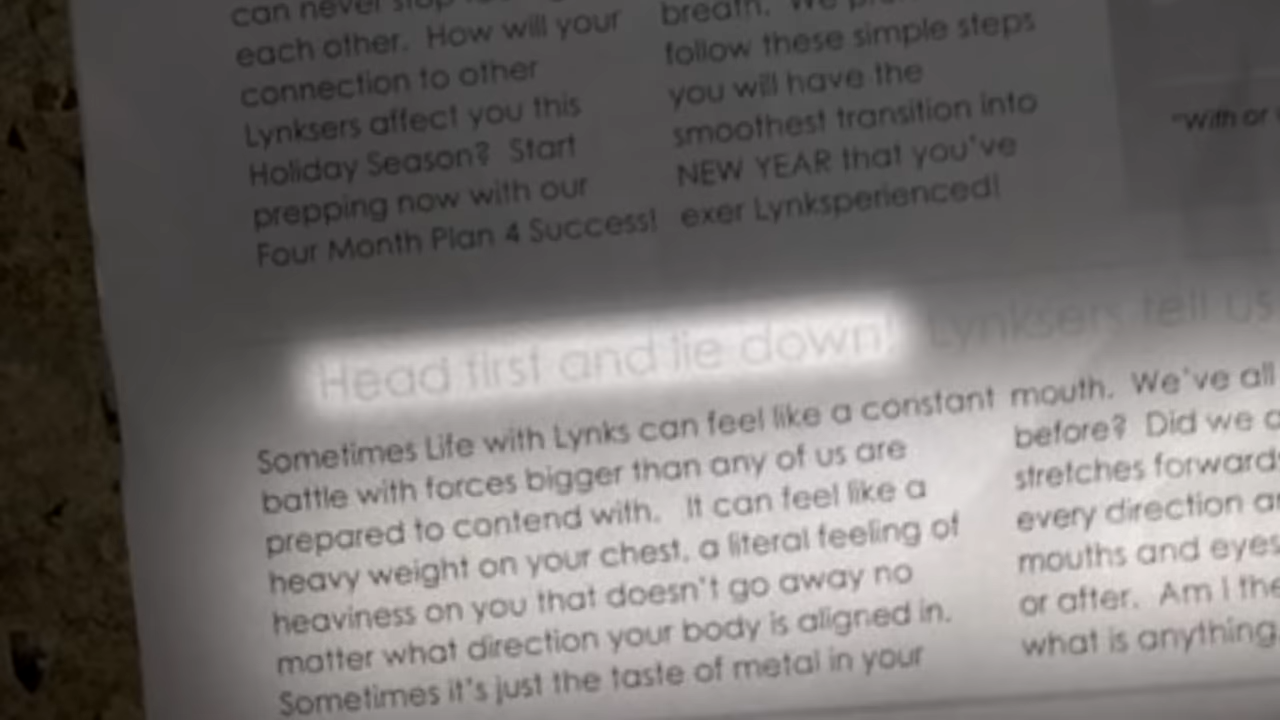 can never stop
each other. How will your
connection to other
Lynksers affect you this
Holiday Season? Start
prepping now with our
Four Month Plan 4 Success!
breath. We
follow these simple steps
you will have the
smoothest transition into
NEW YEAR that you've
exer Lynksperienced!
"With or
Head first and lie down! Lynksers tell us
Sometimes Life with Lynks can feel like a constant
battle with forces bigger than any of us are
prepared to contend with. It can feel like a
heavy weight on your chest, a literal feeling of
heaviness on you that doesn't go away no
matter what direction your body is aligned in.
Sometimes it's just the taste of metal in your
mouth. We've all
before? Did we
stretches forward
every direction
mouths and eyes
or after. Am I the
what is anything